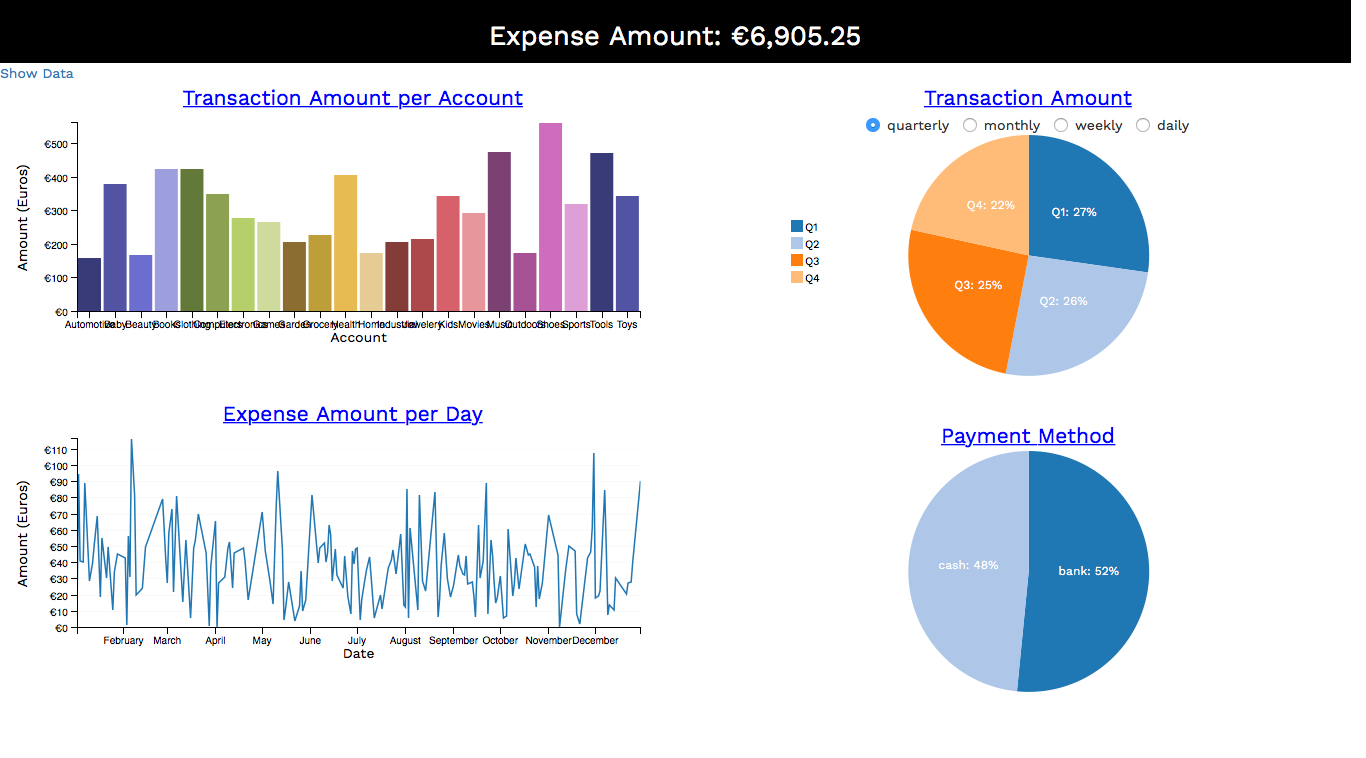 Expense Amount: €6,905.25
Show Data
Transaction Amount per Account
Amount (Euros)
€500
€400
€300
€200
€100
€0
Automotive Baby Beauty Books Clothing Computers Electronics Games Garden Grocery Health Home Industrial Jewelery Kids Movies Music Outdoors Shoes Sports Tools Toys
Account
Transaction Amount
quarterly monthly weekly daily
Q1
Q2
Q3
Q4
Q4: 22%
Q1: 27%
Q3: 25%
Q2: 26%
Expense Amount per Day
Amount (Euros)
€110
€100
€90
€80
€70
€60
€50
€40
€30
€20
€10
€0
February March April May June July August September October November December
Date
Payment Method
cash: 48%
bank: 52%